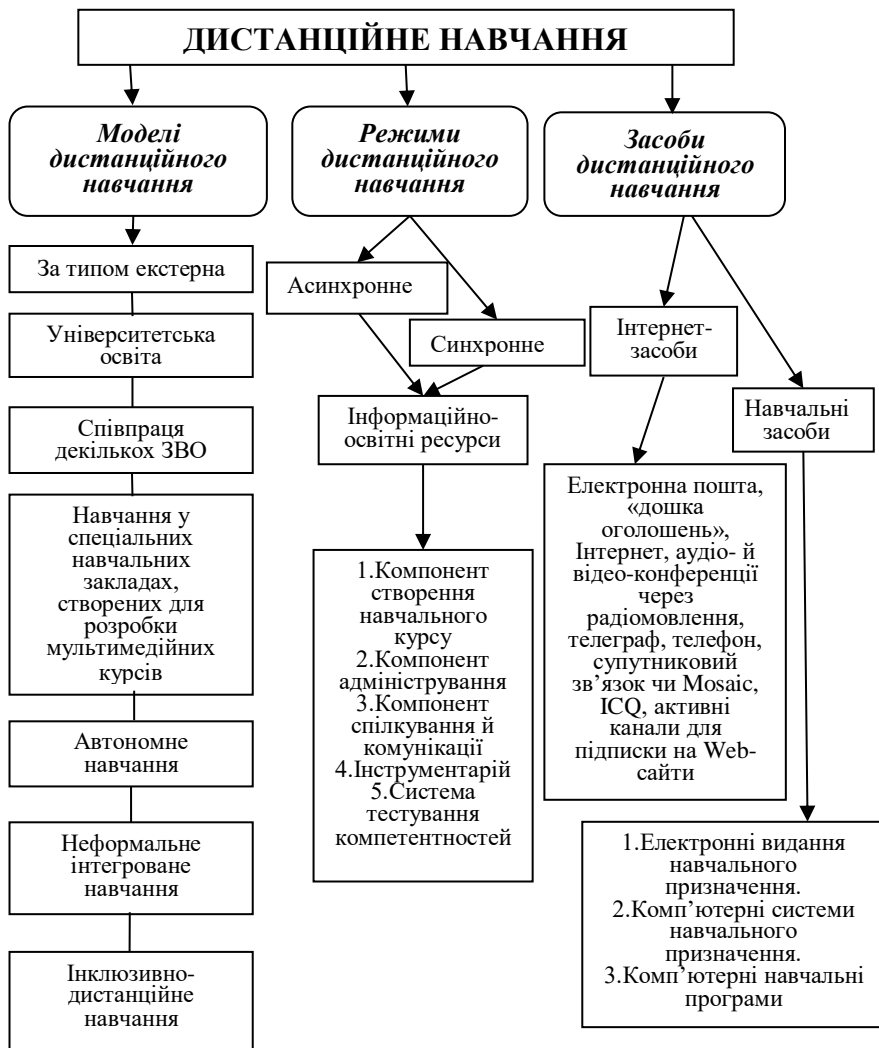 ДИСТАНЦІЙНЕ НАВЧАННЯ
Моделі
дистанційного
навчання
За типом екстерна
Університетська
освіта
Співпраця
декількох ЗВО
Навчання у
спеціальних
навчальних
закладах,
створених для
розробки
мультимедійних
курсів
Автономне
навчання
Неформальне
інтегроване
навчання
Інклюзивно-
дистанційне
навчання
Режими
дистанційного
навчання
Асинхронне
Синхронне
Інформаційно-
освітні ресурси
1.Компонент
створення
навчального
курсу
2.Компонент
адміністрування
3.Компонент
спілкування й
комунікації
4.Інструментарій
5.Система
тестування
компетентностей
Засоби
дистанційного
навчання
Інтернет-
засоби
Навчальні
засоби
Електронна пошта,
«дошка
оголошень»,
Інтернет, аудіо- й
відео-конференції
через
радіомовлення,
телеграф, телефон,
супутниковий
зв’язок чи Mosaic,
ICQ, активні
канали для
підписки на Web-
сайти
1.Електронні видання
навчального
призначення.
2.Комп’ютерні системи
навчального
призначення.
3.Комп’ютерні навчальні
програми